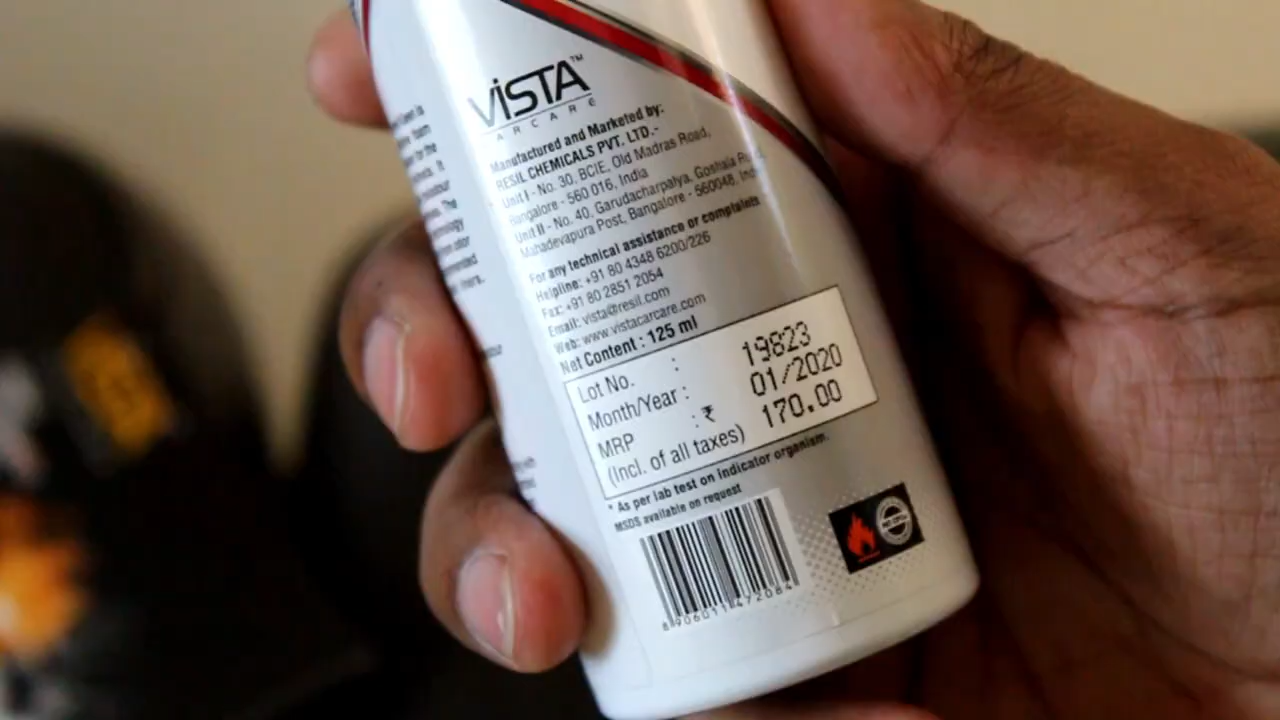 ViSTA™
ARCARE
Manufactured and Marketed by:
RESIL CHEMICALS PVT. LTD.-
Unit I - No. 30, BCIE, Old Madras Road,
Bangalore - 560 016, India
Unit II - No. 40, Garudacharpalya, Goshala
Mahadevapura Post, Bangalore - 560048,
For any technical assistance or complaints
Helpline: +91 80 4348 6200/226
Fax: +91 80 2851 2054
Email: vista@resil.com
Web: www.vistacarcare.com
Net Content : 125 ml
Lot No. : 19823
Month/Year : 01/2020
MRP : ₹ 170.00
(Incl. of all taxes)
* As per lab test on indicator organism.
MSDS available on request
8906011472084